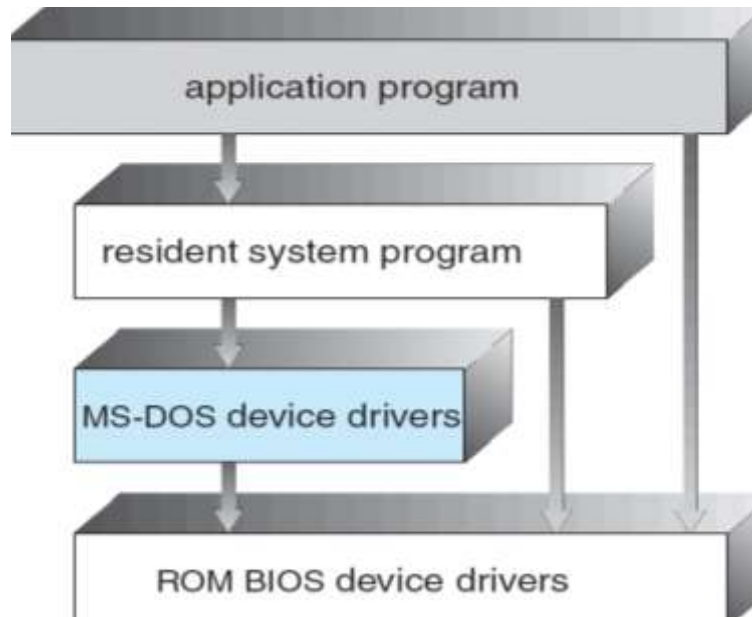 application program
resident system program
MS-DOS device drivers
ROM BIOS device drivers